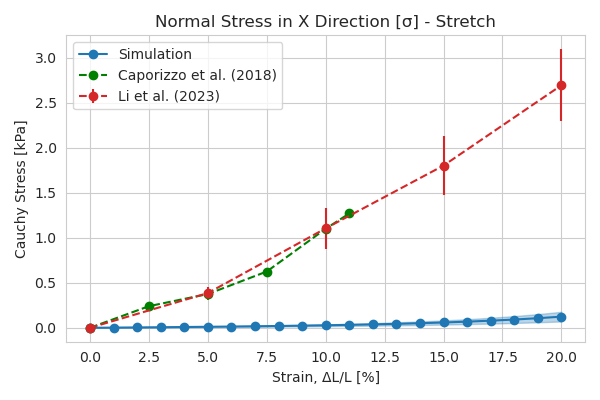 Normal Stress in X Direction [σ] - Stretch
Simulation
Caporizzo et al. (2018)
Li et al. (2023)
Cauchy Stress [kPa]
3.0
2.5
2.0
1.5
1.0
0.5
0.0
0.0 2.5 5.0 7.5 10.0 12.5 15.0 17.5 20.0
Strain, ΔL/L [%]